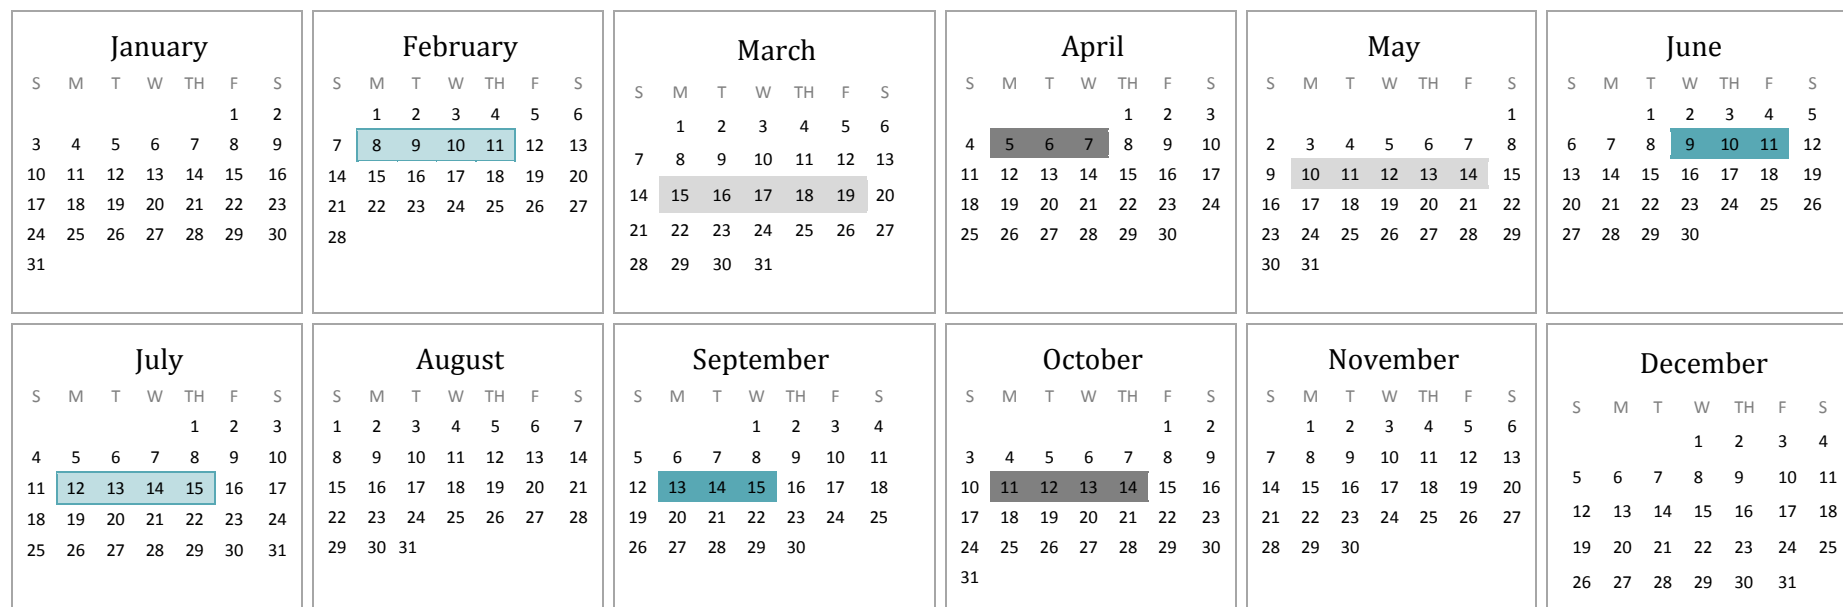 January
S M T W TH F S
1 2
3 4 5 6 7 8 9
10 11 12 13 14 15 16
17 18 19 20 21 22 23
24 25 26 27 28 29 30
31
February
S M T W TH F S
1 2 3 4 5 6
7 8 9 10 11 12 13
14 15 16 17 18 19 20
21 22 23 24 25 26 27
28
March
S M T W TH F S
1 2 3 4 5 6
7 8 9 10 11 12 13
14 15 16 17 18 19 20
21 22 23 24 25 26 27
28 29 30 31
April
S M T W TH F S
1 2 3
4 5 6 7 8 9 10
11 12 13 14 15 16 17
18 19 20 21 22 23 24
25 26 27 28 29 30
May
S M T W TH F S
1
2 3 4 5 6 7 8
9 10 11 12 13 14 15
16 17 18 19 20 21 22
23 24 25 26 27 28 29
30 31
June
S M T W TH F S
1 2 3 4 5
6 7 8 9 10 11 12
13 14 15 16 17 18 19
20 21 22 23 24 25 26
27 28 29 30
July
S M T W TH F S
1 2 3
4 5 6 7 8 9 10
11 12 13 14 15 16 17
18 19 20 21 22 23 24
25 26 27 28 29 30 31
August
S M T W TH F S
1 2 3 4 5 6 7
8 9 10 11 12 13 14
15 16 17 18 19 20 21
22 23 24 25 26 27 28
29 30 31
September
S M T W TH F S
1 2 3 4
5 6 7 8 9 10 11
12 13 14 15 16 17 18
19 20 21 22 23 24 25
26 27 28 29 30
October
S M T W TH F S
1 2
3 4 5 6 7 8 9
10 11 12 13 14 15 16
17 18 19 20 21 22 23
24 25 26 27 28 29 30
31
November
S M T W TH F S
1 2 3 4 5 6
7 8 9 10 11 12 13
14 15 16 17 18 19 20
21 22 23 24 25 26 27
28 29 30
December
S M T W TH F S
1 2 3 4
5 6 7 8 9 10 11
12 13 14 15 16 17 18
19 20 21 22 23 24 25
26 27 28 29 30 31